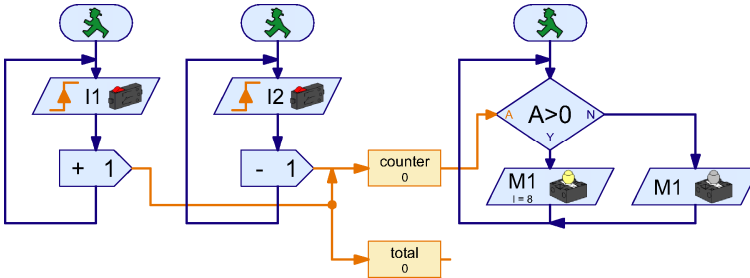 I1
+ 1
I2
- 1
counter
0
total
0
A A>0 N
Y
M1
I = 8
M1